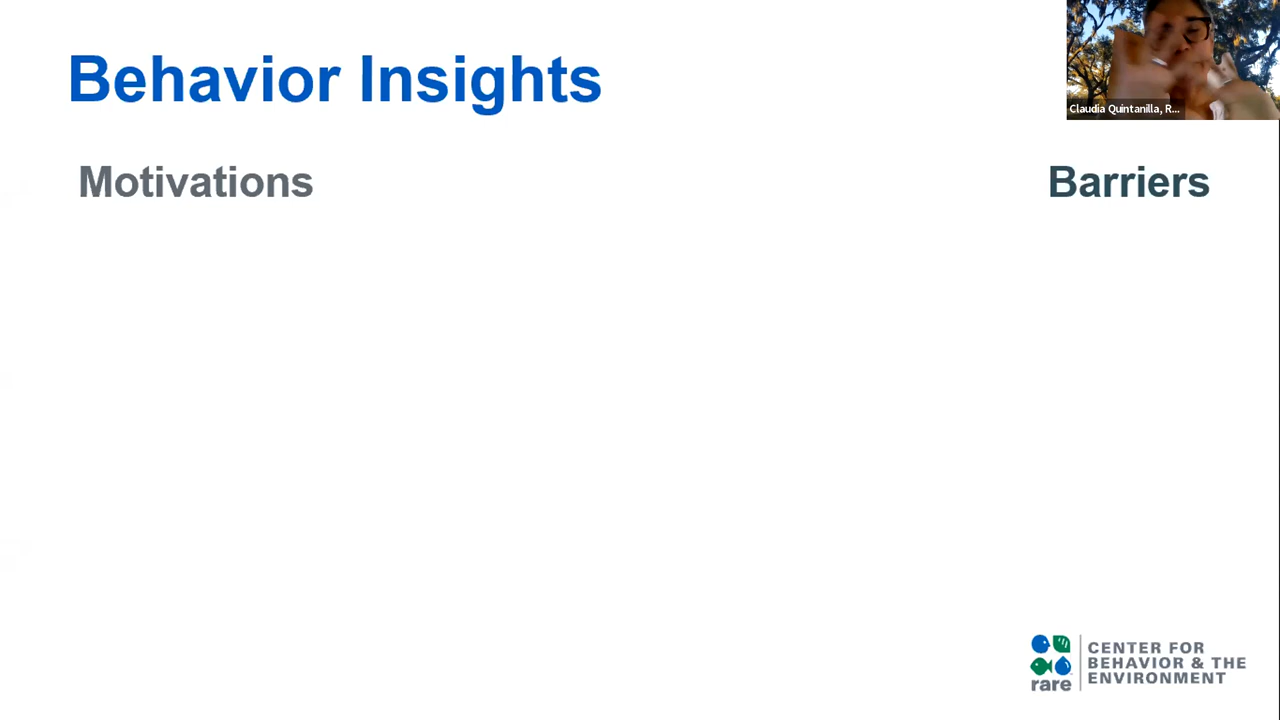 Behavior Insights
Claudia Quintanilla, R...
Motivations
Barriers
rare
CENTER FOR
BEHAVIOR & THE
ENVIRONMENT